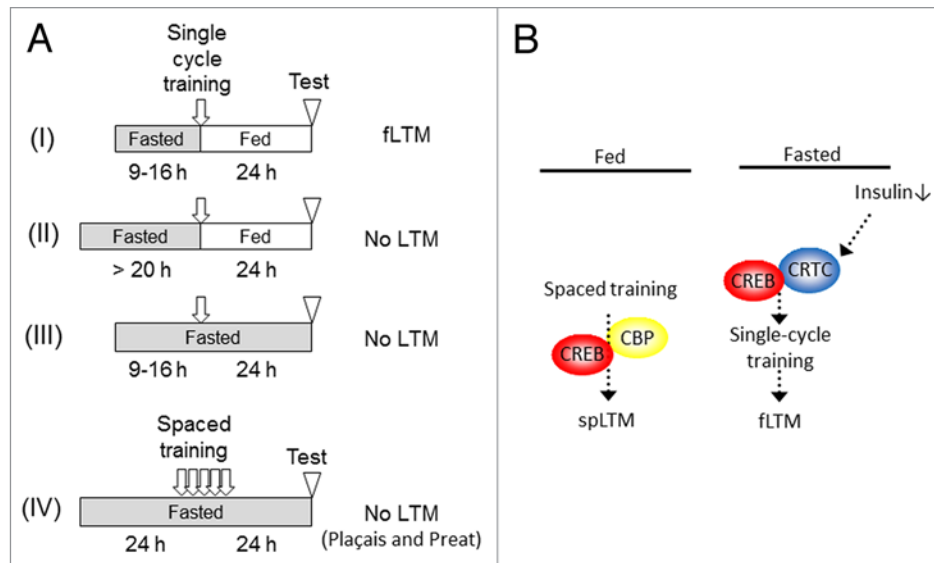 A
Single
cycle
training
Test
(I)
Fasted
Fed
fLTM
9-16 h
24 h
(II)
Fasted
Fed
No LTM
> 20 h
24 h
(III)
Fasted
No LTM
9-16 h
24 h
Spaced
training
Test
(IV)
Fasted
No LTM
(Plaçais and Preat)
24 h
24 h
B
Fed
Spaced training
CREB
CBP
spLTM
Fasted
Insulin↓
CREB
CRTC
Single-cycle
training
fLTM